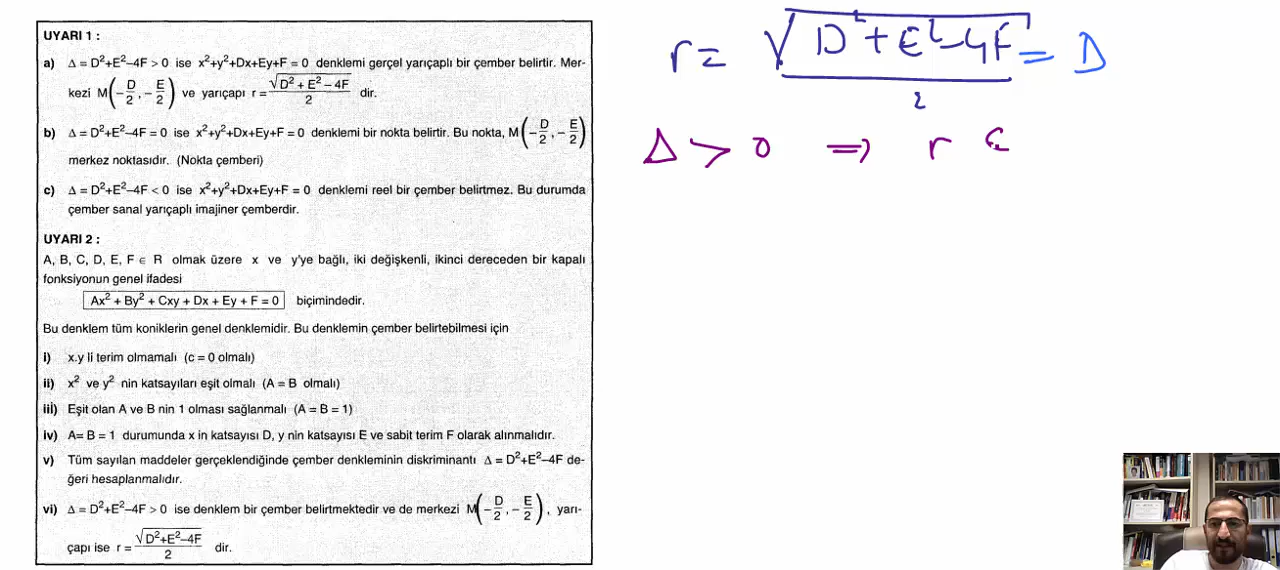 UYARI 1 :
a) Δ = D²+E²–4F > 0 ise x²+y²+Dx+Ey+F = 0 denklemi gerçel yarıçaplı bir çember belirtir. Mer-
kezi M(–D/2, –E/2) ve yarıçapı r = √(D² + E² – 4F)/2 dir.
b) Δ = D²+E²–4F = 0 ise x²+y²+Dx+Ey+F = 0 denklemi bir nokta belirtir. Bu nokta, M(–D/2, –E/2)
merkez noktasıdır. (Nokta çemberi)
c) Δ = D²+E²–4F < 0 ise x²+y²+Dx+Ey+F = 0 denklemi reel bir çember belirtmez. Bu durumda
çember sanal yarıçaplı imajiner çemberdir.
UYARI 2 :
A, B, C, D, E, F ∈ R olmak üzere x ve y'ye bağlı, iki değişkenli, ikinci dereceden bir kapalı
fonksiyonun genel ifadesi
Ax² + By² + Cxy + Dx + Ey + F = 0 biçimindedir.
Bu denklem tüm koniklerin genel denklemidir. Bu denklemin çember belirtebilmesi için
i) x.y li terim olmamalı (c = 0 olmalı)
ii) x² ve y² nin katsayıları eşit olmalı (A = B olmalı)
iii) Eşit olan A ve B nin 1 olması sağlanmalı (A = B = 1)
iv) A= B = 1 durumunda x in katsayısı D, y nin katsayısı E ve sabit terim F olarak alınmalıdır.
v) Tüm sayılan maddeler gerçeklendiğinde çember denkleminin diskriminantı Δ = D²+E²–4F de-
ğeri hesaplanmalıdır.
vi) Δ = D²+E²–4F > 0 ise denklem bir çember belirtmektedir ve de merkezi M(–D/2, –E/2), yarı-
çapı ise r = √(D²+E²–4F)/2 dir.
r = √(D²+E²–4F)/2 = D
Δ > 0 ⇒ r ∈